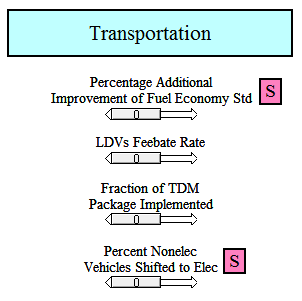 Transportation
Percentage Additional
Improvement of Fuel Economy Std
S
0
LDVs Feebate Rate
0
Fraction of TDM
Package Implemented
0
Percent Nonelec
Vehicles Shifted to Elec
S
0